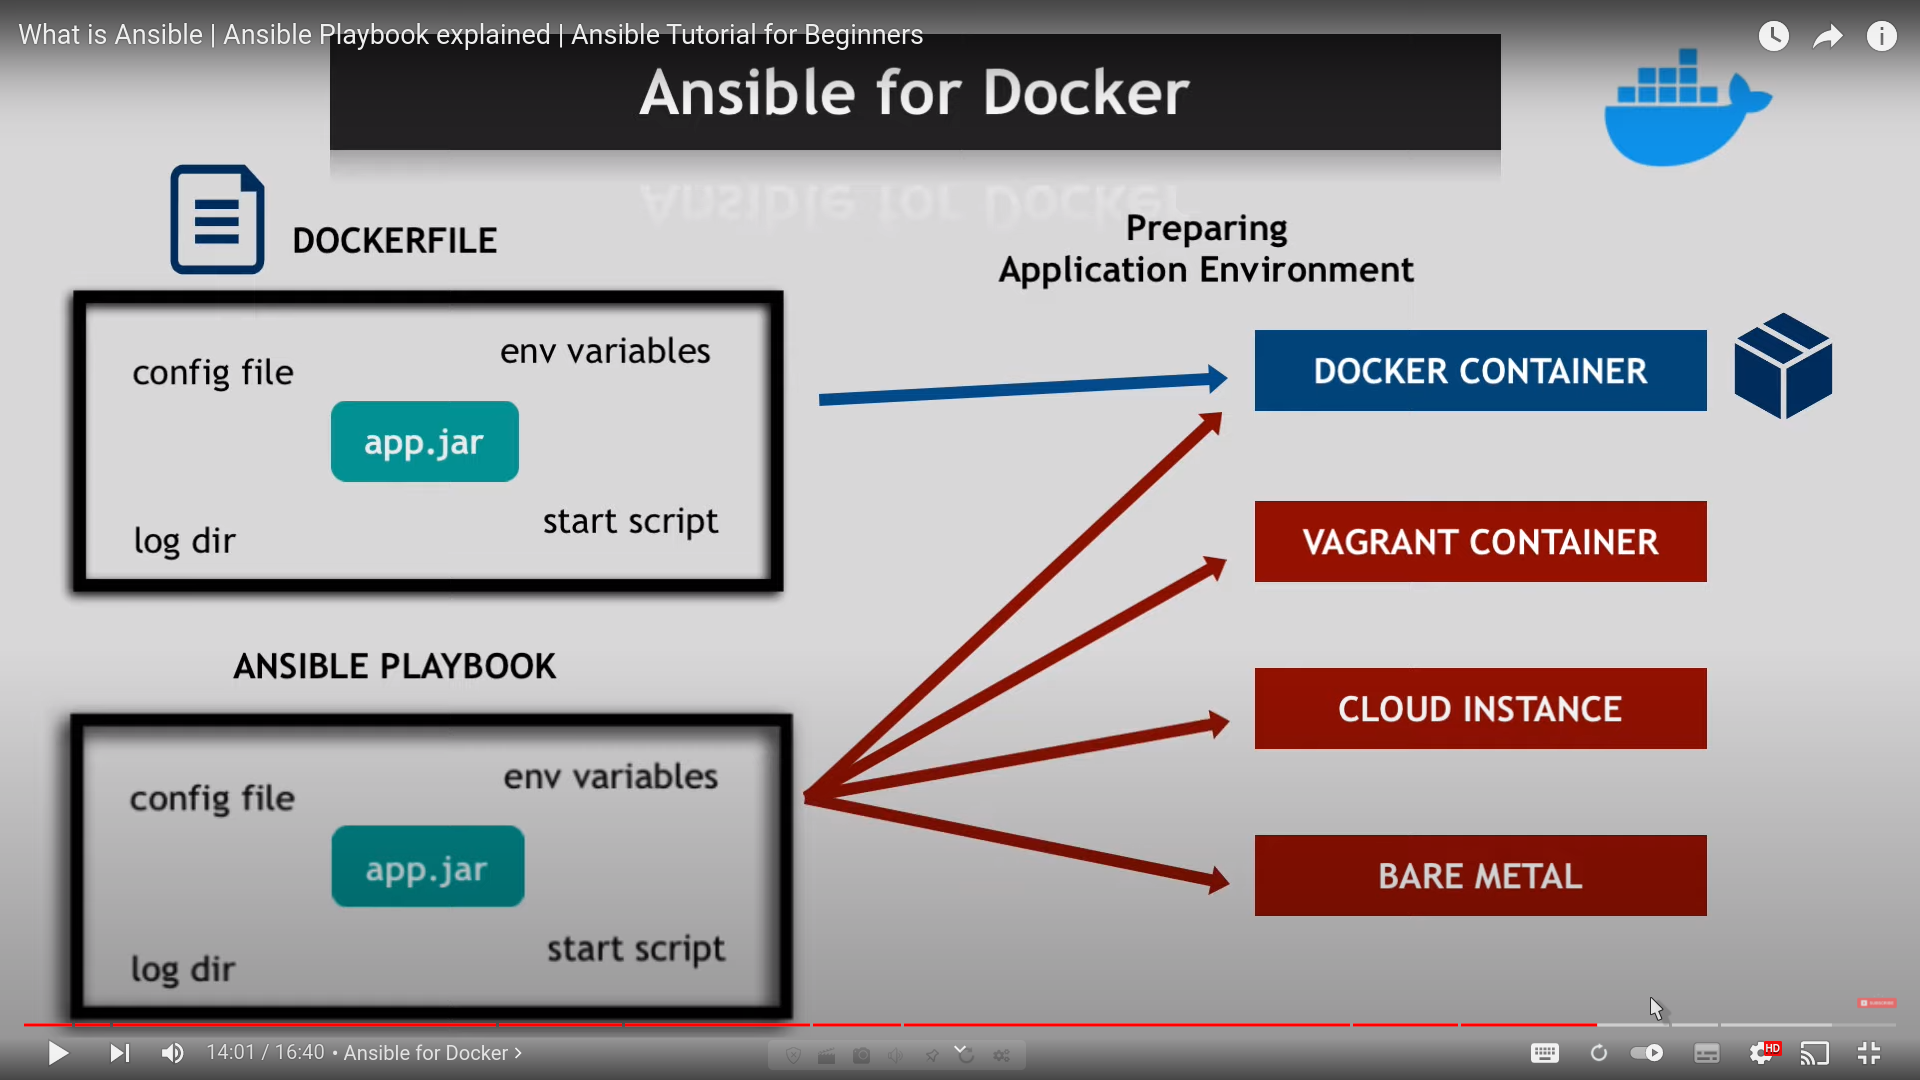 What is Ansible | Ansible Playbook explained | Ansible Tutorial for Beginners
Ansible for Docker
DOCKERFILE
Preparing
Application Environment
config file
env variables
app.jar
log dir
start script
DOCKER CONTAINER
VAGRANT CONTAINER
CLOUD INSTANCE
BARE METAL
ANSIBLE PLAYBOOK
config file
env variables
app.jar
log dir
start script
SUBSCRIBE
14:01 / 16:40 • Ansible for Docker >
HD